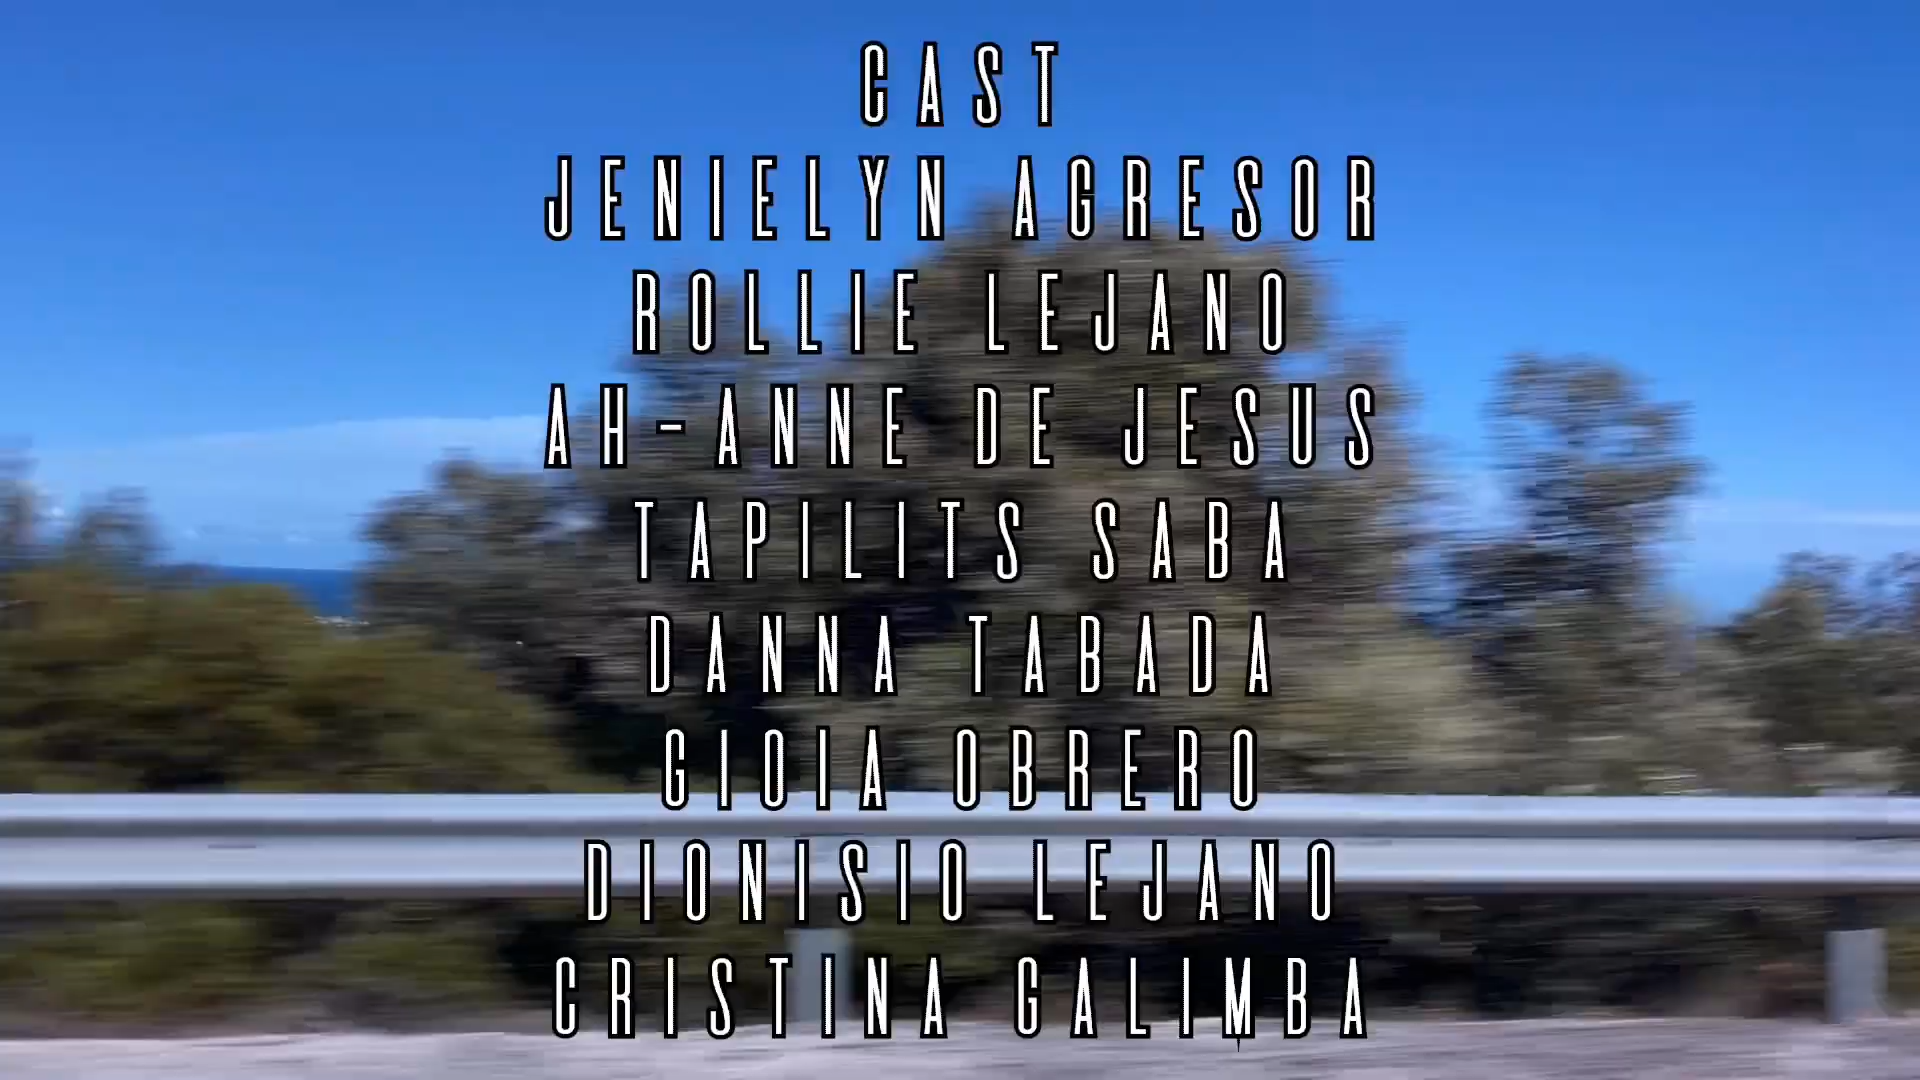 CAST
JENIELYN AGRESOR
ROLLIE LEJANO
AH-ANNE DE JESUS
TAPILITS SABA
DANNA TABADA
GIOIA OBRERO
DIONISIO LEJANO
CRISTINA GALIMBA